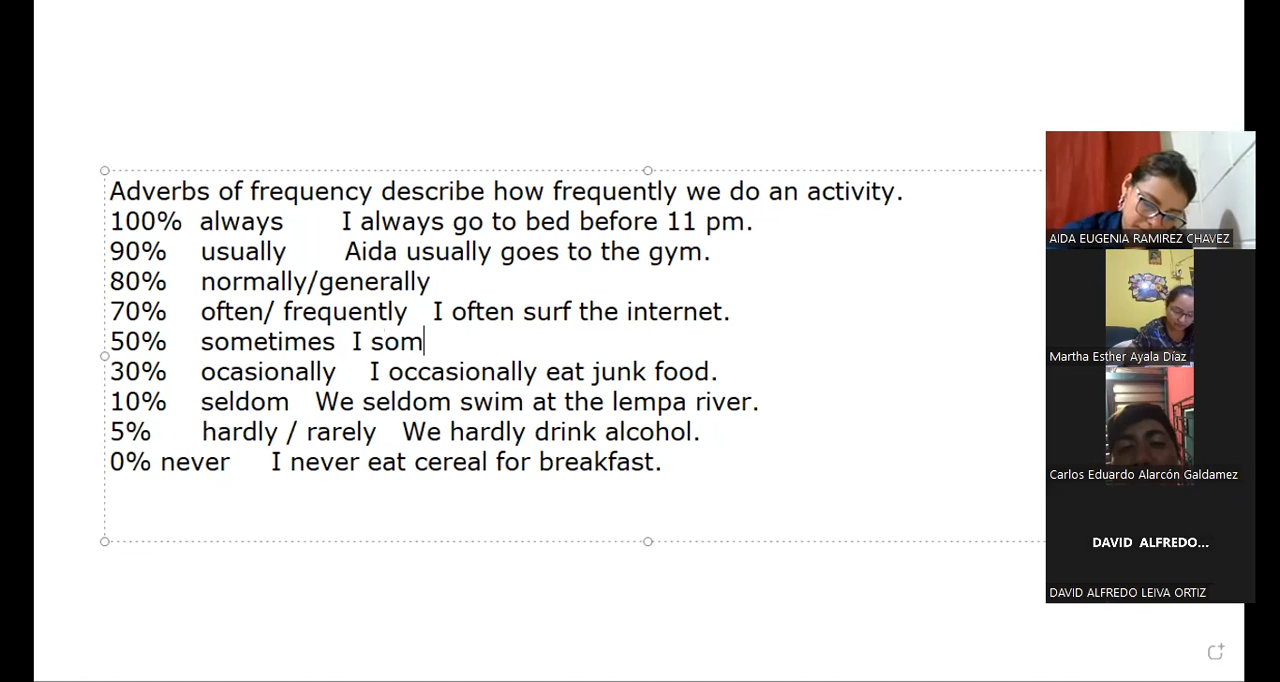 Adverbs of frequency describe how frequently we do an activity.
100% always I always go to bed before 11 pm.
90% usually Aida usually goes to the gym.
80% normally/generally
70% often/ frequently I often surf the internet.
50% sometimes I som
30% ocasionally I occasionally eat junk food.
10% seldom We seldom swim at the lempa river.
5% hardly / rarely We hardly drink alcohol.
0% never I never eat cereal for breakfast.
AIDA EUGENIA RAMIREZ CHAVEZ
Martha Esther Ayala Díaz
Carlos Eduardo Alarcón Galdamez
DAVID ALFREDO...
DAVID ALFREDO LEIVA ORTIZ